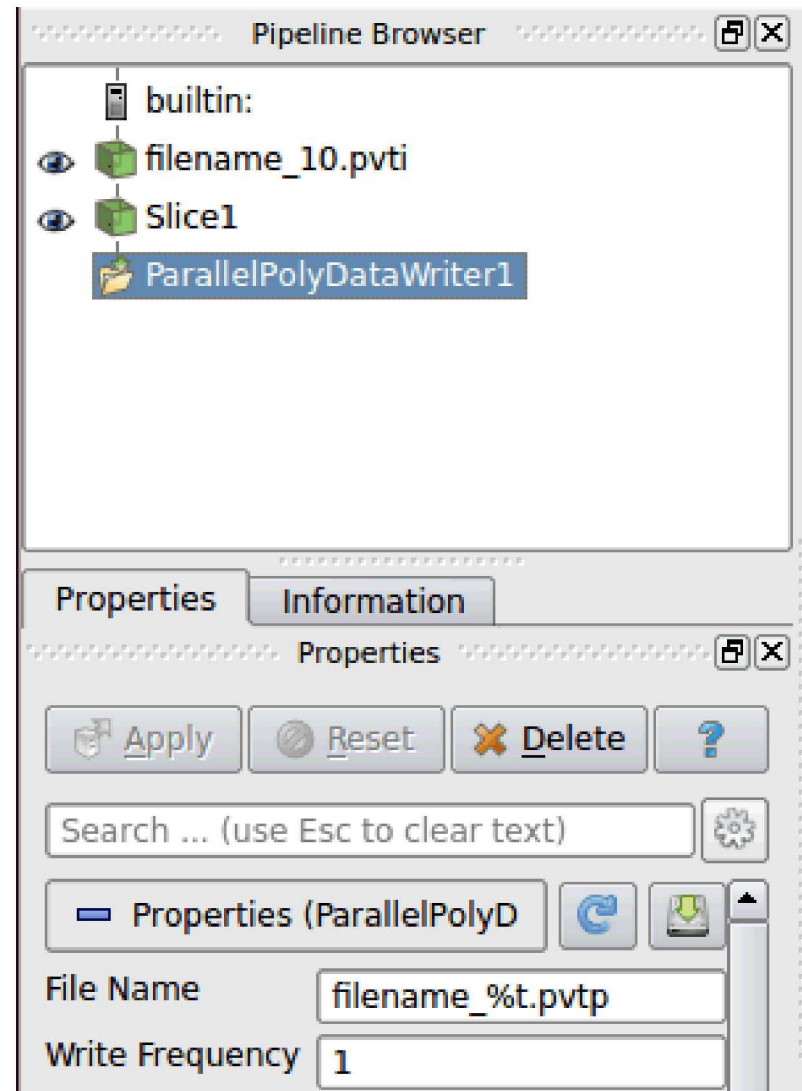 Pipeline Browser
builtin:
filename_10.pvti
Slice1
ParallelPolyDataWriter1
Properties Information
Properties
Apply Reset Delete ?
Search ... (use Esc to clear text)
Properties (ParallelPolyD
File Name filename_%t.pvtp
Write Frequency 1